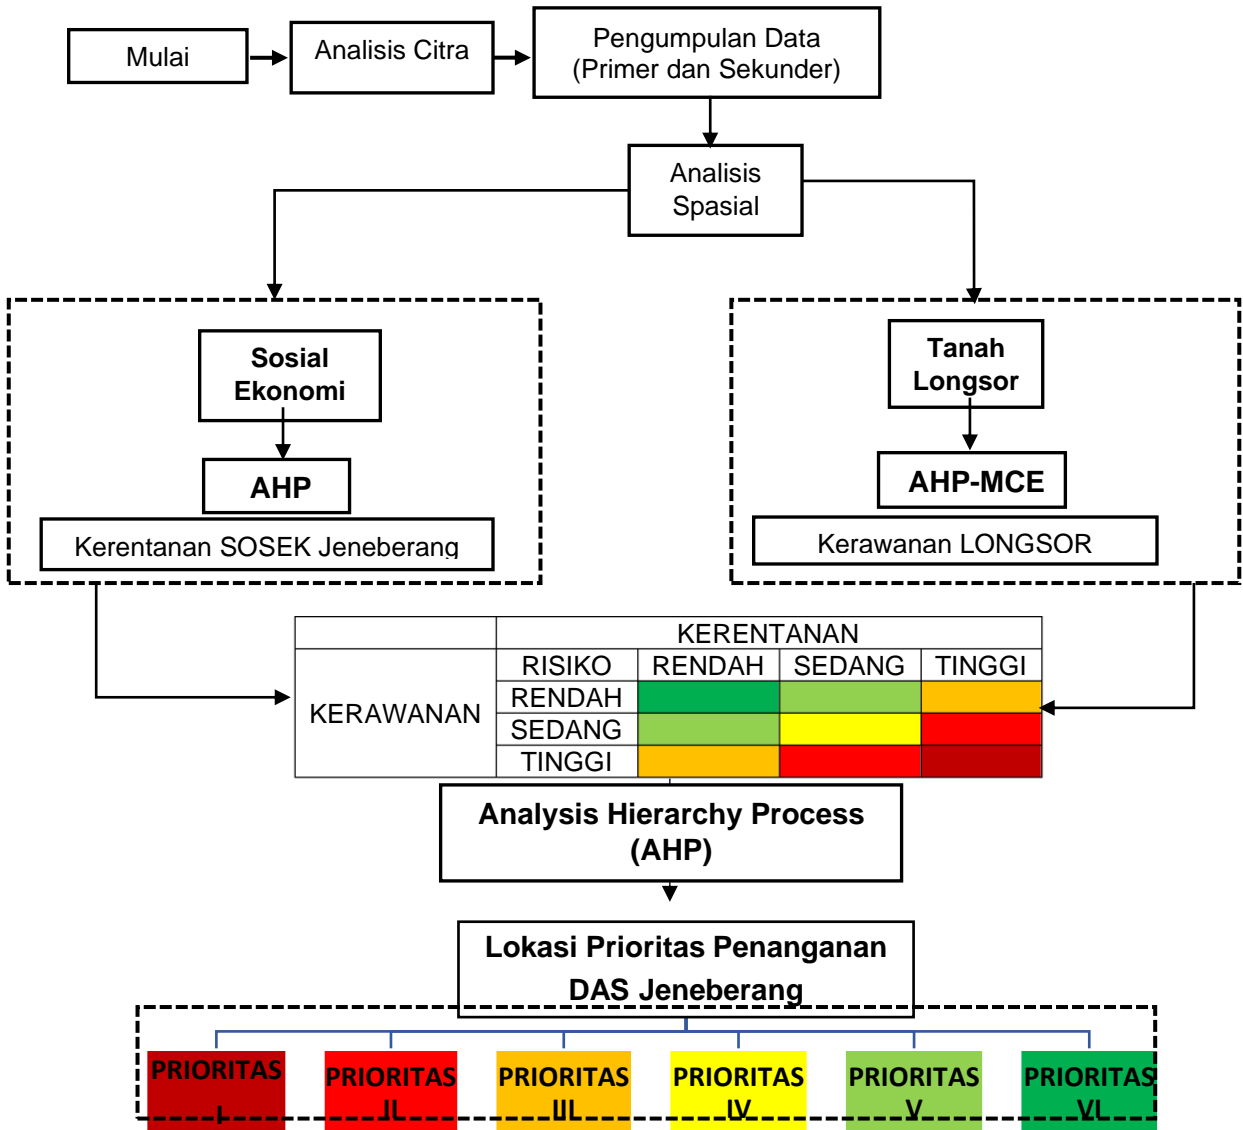 Mulai
Analisis Citra
Pengumpulan Data
(Primer dan Sekunder)
Analisis
Spasial
Sosial
Ekonomi
AHP
Kerentanan SOSEK Jeneberang
Tanah
Longsor
AHP-MCE
Kerawanan LONGSOR
KERENTANAN
KERAWANAN
RISIKO RENDAH SEDANG TINGGI
RENDAH
SEDANG
TINGGI
Analysis Hierarchy Process
(AHP)
Lokasi Prioritas Penanganan
DAS Jeneberang
PRIORITAS
I
PRIORITAS
II
PRIORITAS
III
PRIORITAS
IV
PRIORITAS
V
PRIORITAS
VI